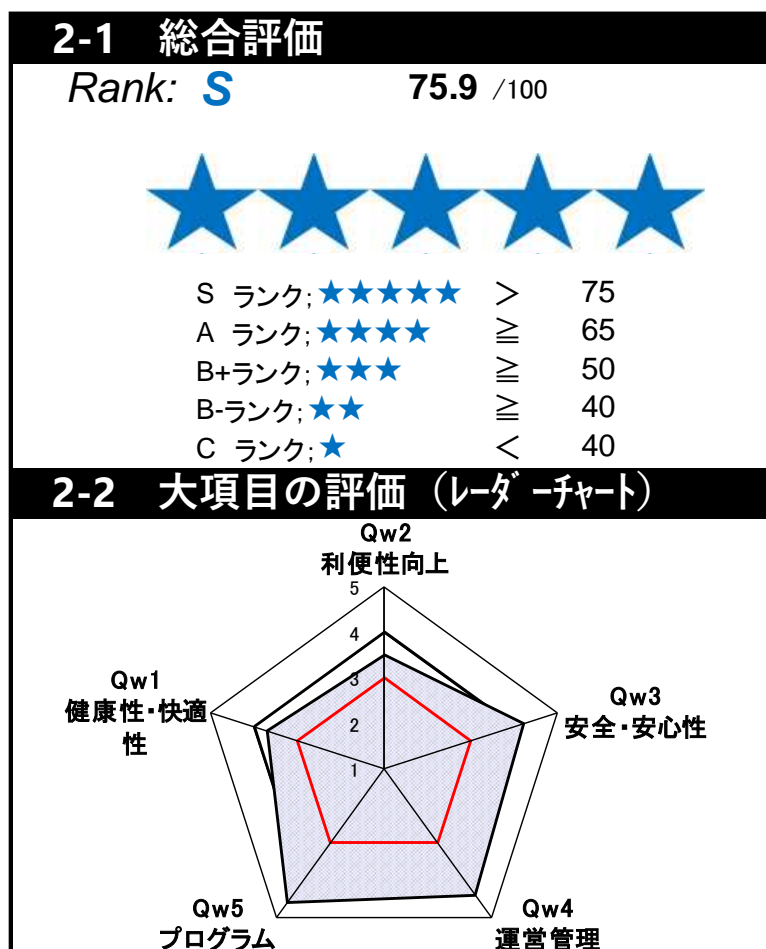 2-1 総合評価
Rank: S 75.9 /100
S ランク;★★★★★ ＞ 75
A ランク;★★★★ ≧ 65
B+ランク;★★★ ≧ 50
B-ランク;★★ ≧ 40
C ランク;★ ＜ 40
2-2 大項目の評価（ﾚｰﾀﾞｰﾁｬｰﾄ）
Qw2
利便性向上
5
4
3
2
1
Qw1
健康性・快適
性
Qw3
安全・安心性
Qw5
プログラム
Qw4
運営管理